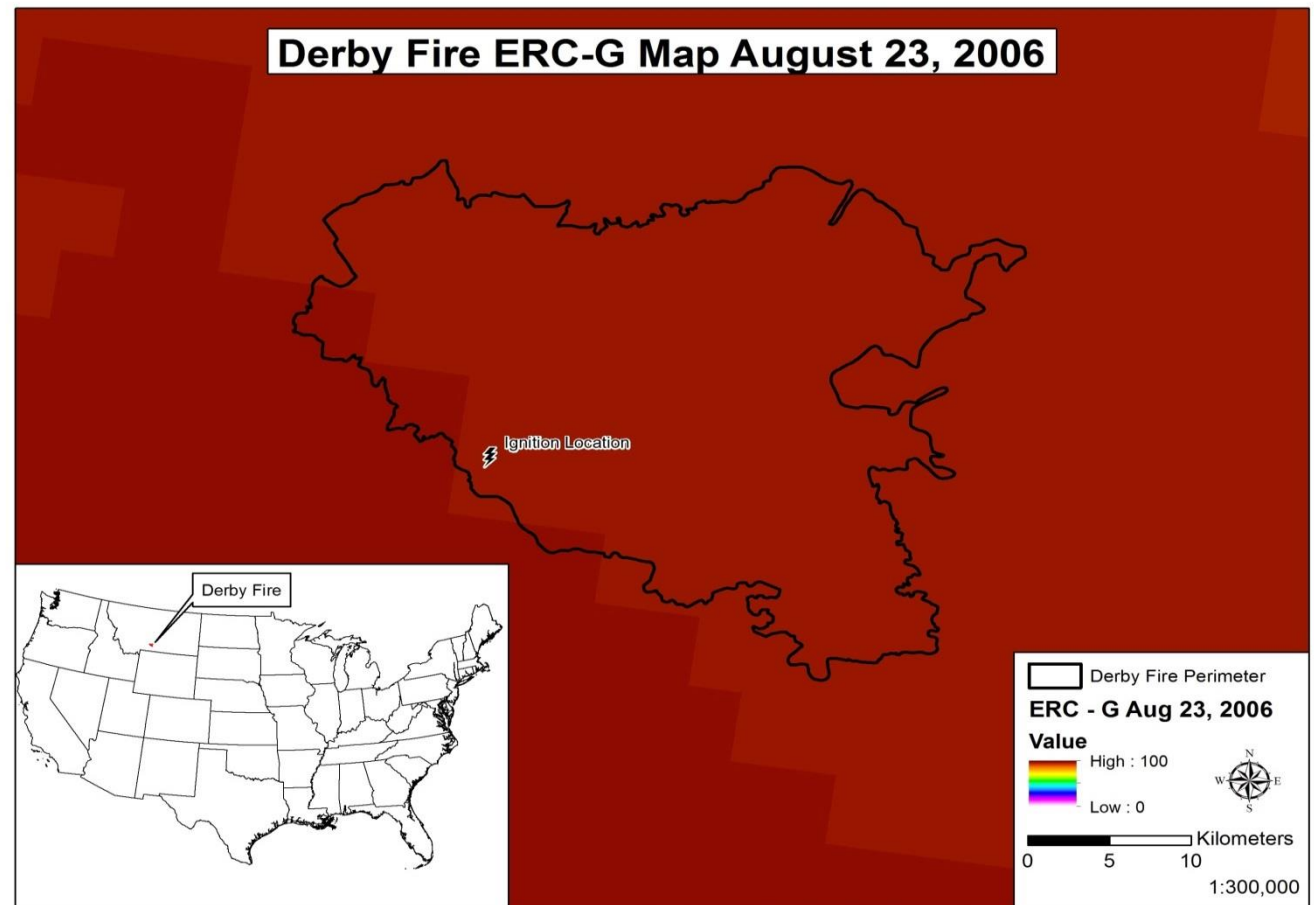 Derby Fire ERC-G Map August 23, 2006
Ignition Location
Derby Fire
Derby Fire Perimeter
ERC - G Aug 23, 2006
Value
High : 100
Low : 0
N
W E
S
Kilometers
0 5 10
1:300,000